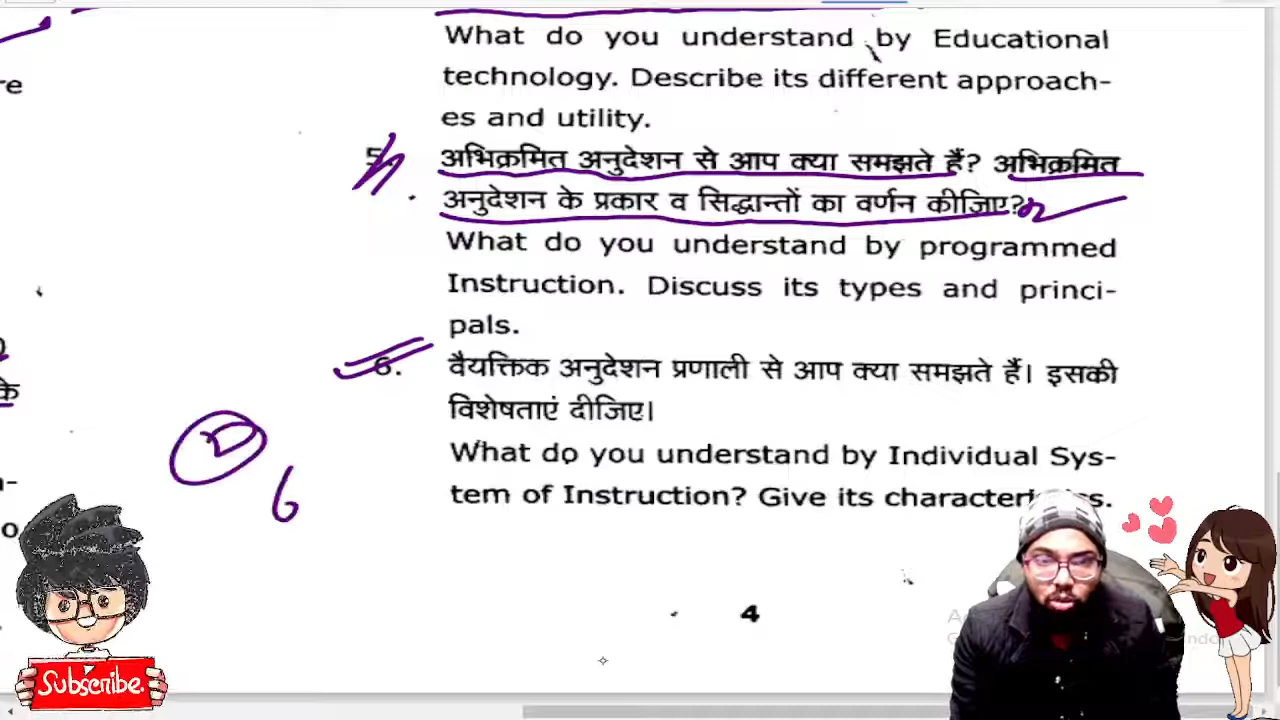 re
What do you understand by Educational
technology. Describe its different approach-
es and utility.
5.
अभिक्रमित अनुदेशन से आप क्या समझते हैं? अभिक्रमित
अनुदेशन के प्रकार व सिद्धान्तों का वर्णन कीजिए?
What do you understand by programmed
Instruction. Discuss its types and princi-
pals.
6. वैयक्तिक अनुदेशन प्रणाली से आप क्या समझते हैं। इसकी
के
विशेषताएं दीजिए।
What do you understand by Individual Sys-
tem of Instruction? Give its characteristics.
6
4
Subscribe.